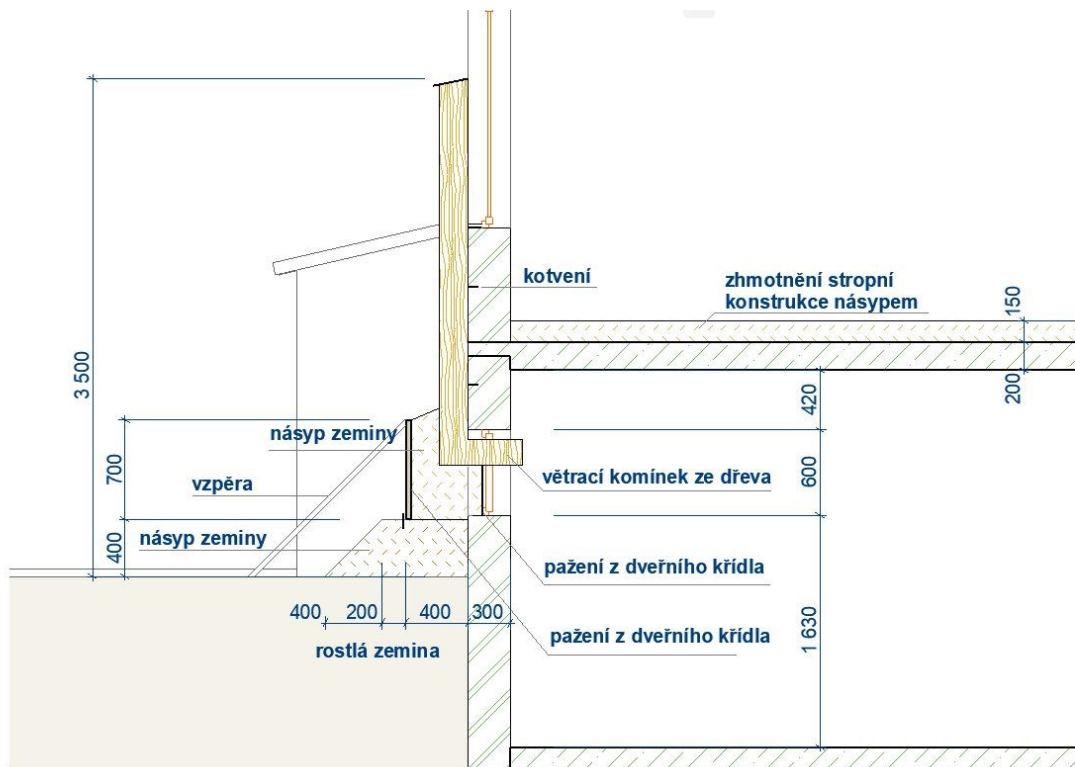 kotvení
zhmotnění stropní
konstrukce násypem
150
200
3 500
420
násyp zeminy
700
vzpěra
větrací komínek ze dřeva
600
400
násyp zeminy
pažení z dveřního křídla
400
200
400
300
1 630
pažení z dveřního křídla
rostlá zemina